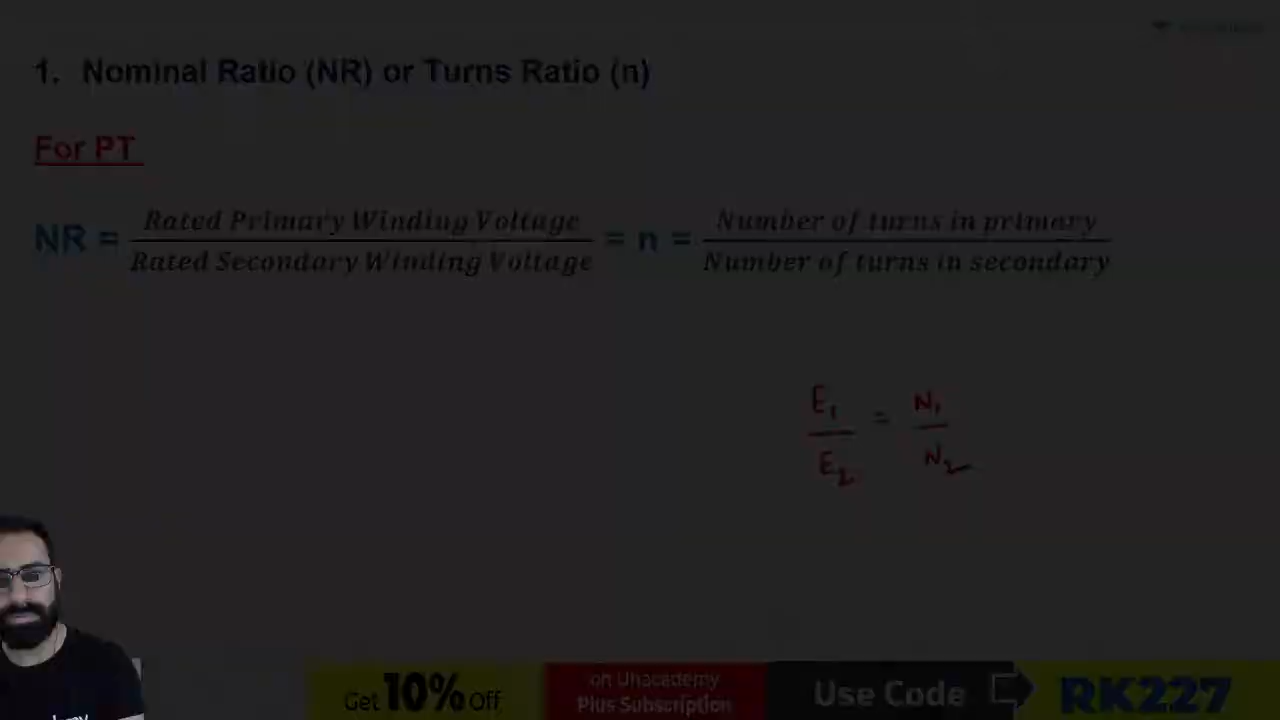 1. Nominal Ratio (NR) or Turns Ratio (n)
For PT
NR = Rated Primary Winding Voltage / Rated Secondary Winding Voltage = n = Number of turns in primary / Number of turns in secondary
E1 / E2 = N1 / N2
Get 10% Off
on Unacademy
Plus Subscription
Use Code
RK227